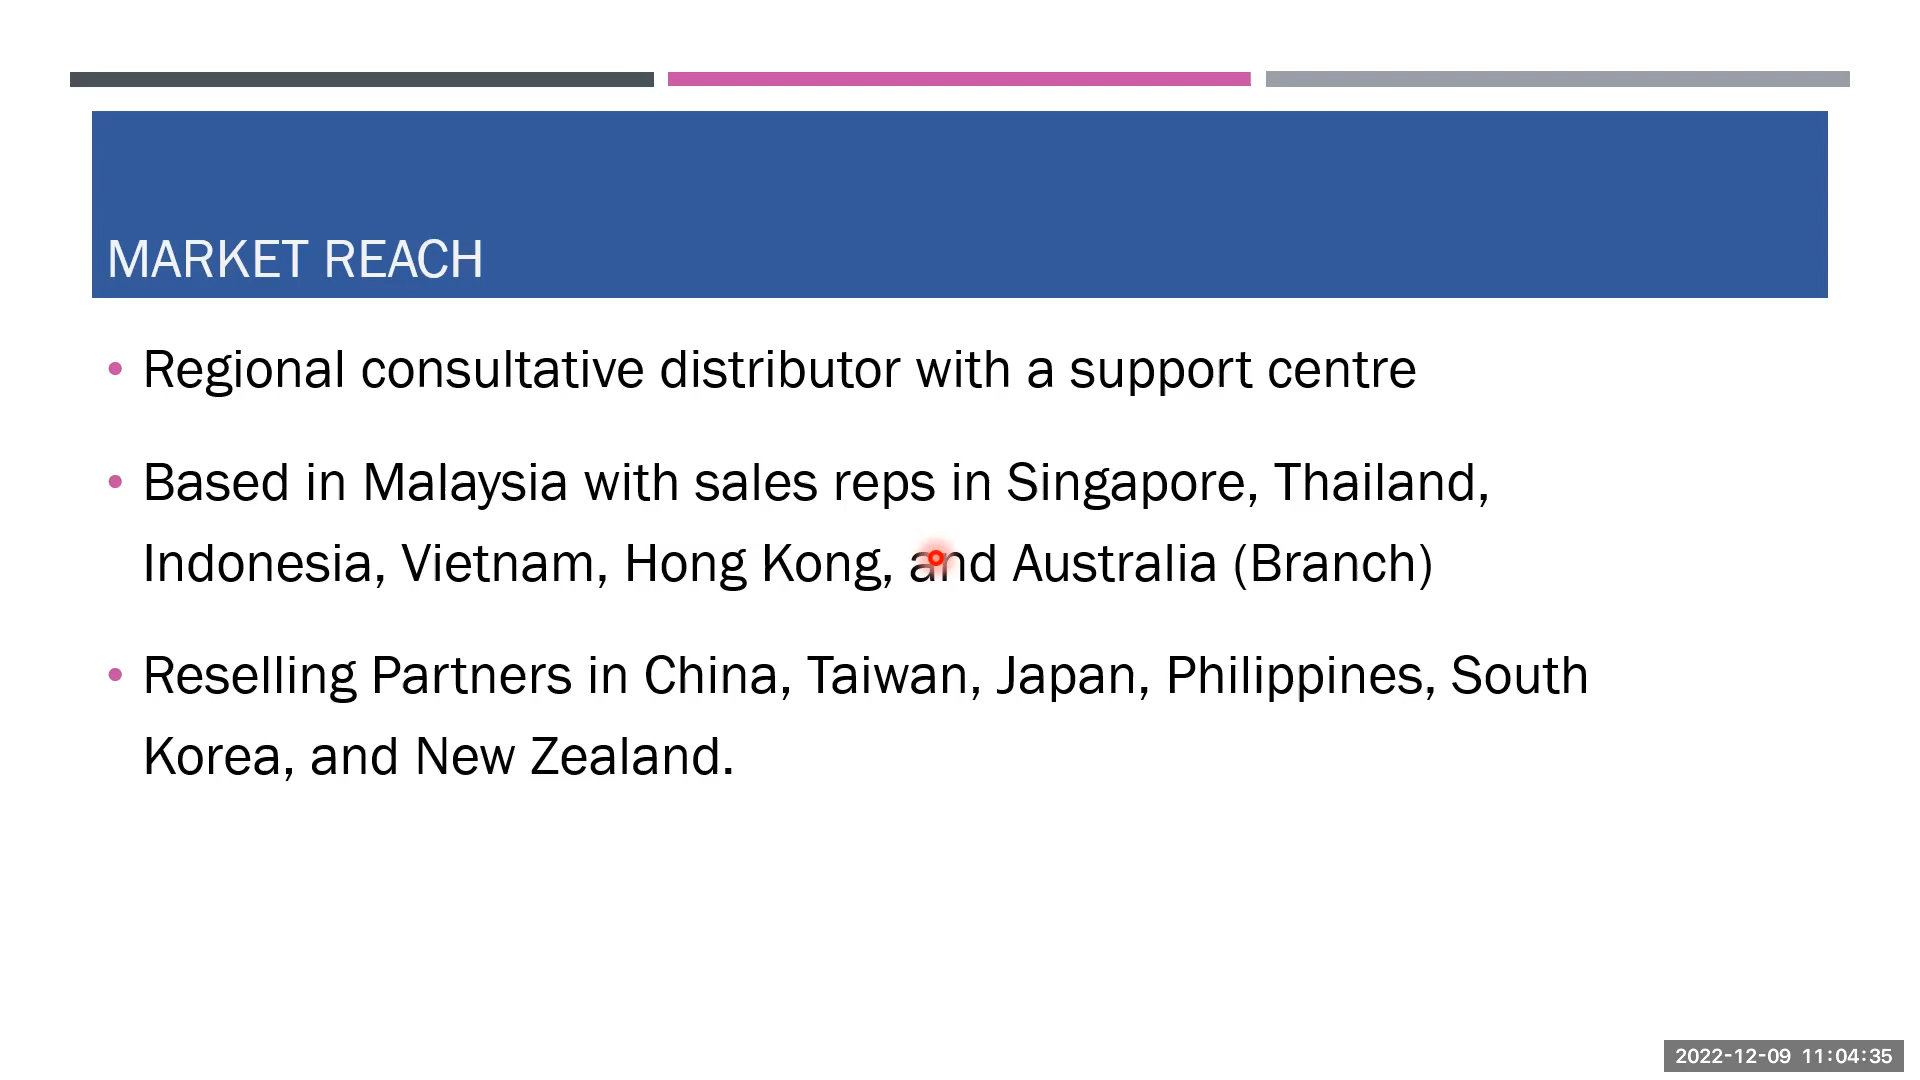 MARKET REACH
• Regional consultative distributor with a support centre
• Based in Malaysia with sales reps in Singapore, Thailand,
Indonesia, Vietnam, Hong Kong, and Australia (Branch)
• Reselling Partners in China, Taiwan, Japan, Philippines, South
Korea, and New Zealand.
2022-12-09 11:04:35